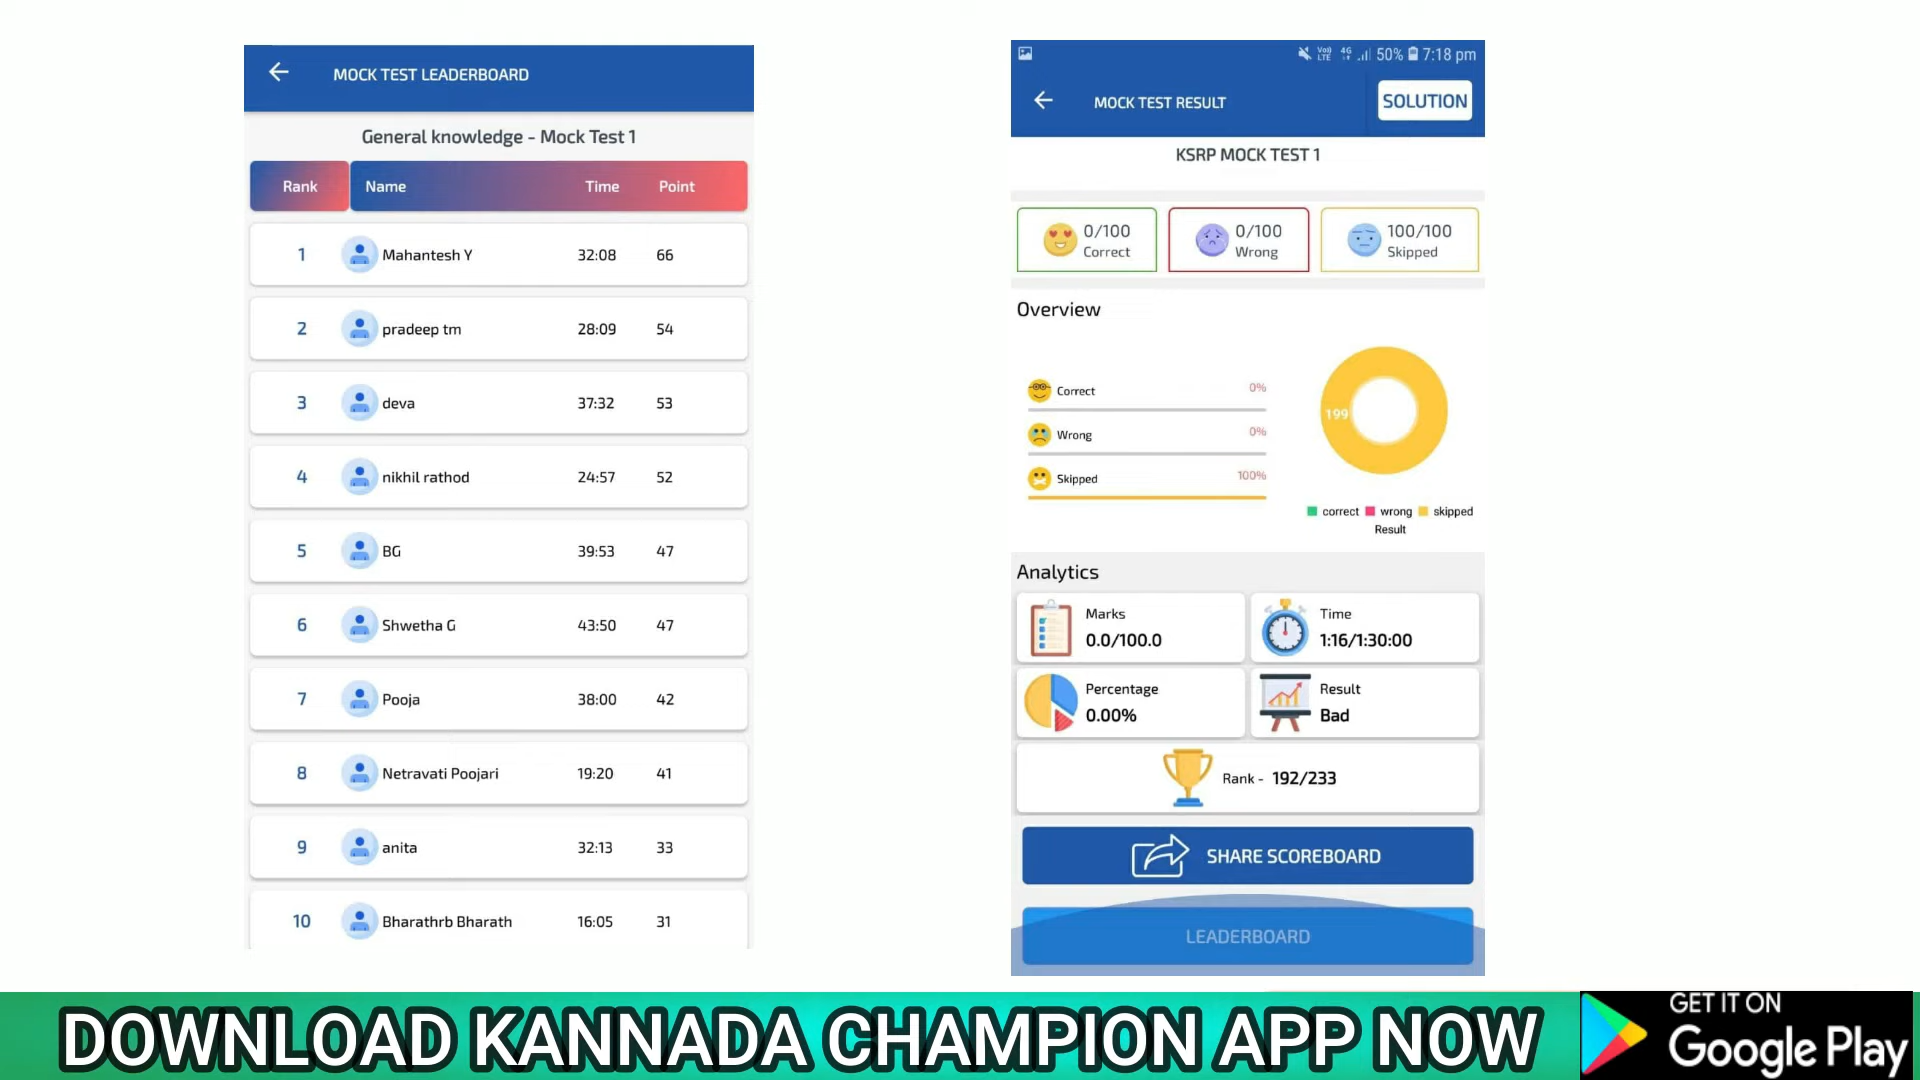 MOCK TEST LEADERBOARD
General knowledge - Mock Test 1
Rank Name Time Point
1 Mahantesh Y 32:08 66
2 pradeep tm 28:09 54
3 deva 37:32 53
4 nikhil rathod 24:57 52
5 BG 39:53 47
6 Shwetha G 43:50 47
7 Pooja 38:00 42
8 Netravati Poojari 19:20 41
9 anita 32:13 33
10 Bharathrb Bharath 16:05 31
Vo)) LTE 4G 50% 7:18 pm
MOCK TEST RESULT SOLUTION
KSRP MOCK TEST 1
0/100 Correct
0/100 Wrong
100/100 Skipped
Overview
Correct 0%
Wrong 0%
Skipped 100%
199
correct wrong skipped
Result
Analytics
Marks
0.0/100.0
Time
1:16/1:30:00
Percentage
0.00%
Result
Bad
Rank - 192/233
SHARE SCOREBOARD
LEADERBOARD
DOWNLOAD KANNADA CHAMPION APP NOW
GET IT ON
Google Play